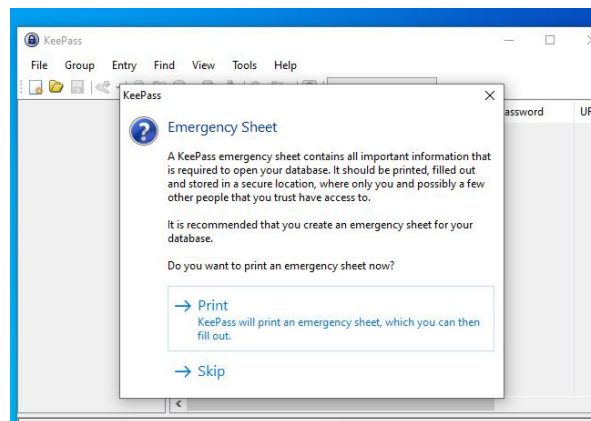 KeePass
File Group Entry Find View Tools Help
KeePass
Emergency Sheet
A KeePass emergency sheet contains all important information that
is required to open your database. It should be printed, filled out
and stored in a secure location, where only you and possibly a few
other people that you trust have access to.
It is recommended that you create an emergency sheet for your
database.
Do you want to print an emergency sheet now?
Print
KeePass will print an emergency sheet, which you can then
fill out.
Skip
assword UR